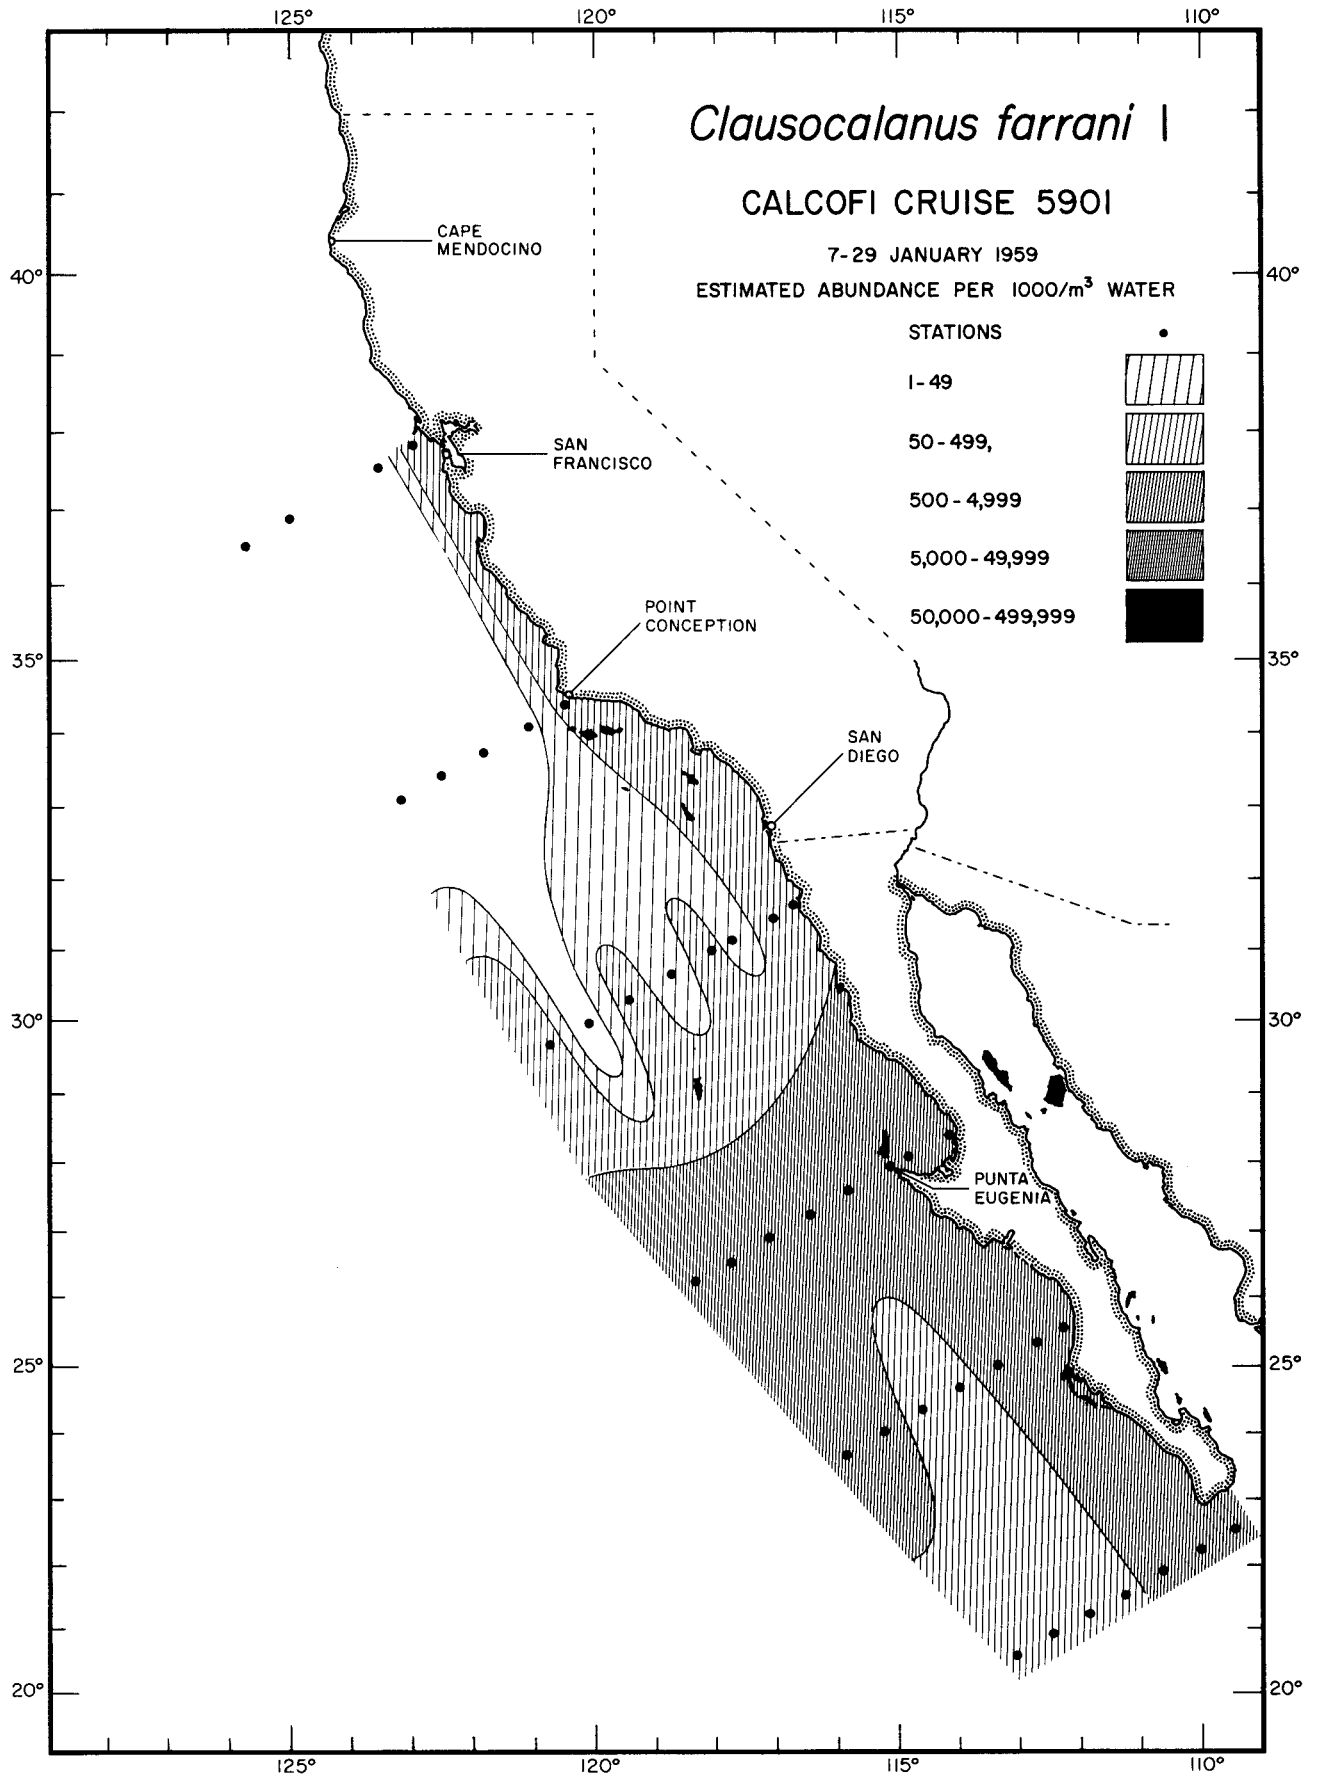 125° 120° 115° 110°
Clausocalanus farrani I
CALCOFI CRUISE 5901
7-29 JANUARY 1959
ESTIMATED ABUNDANCE PER 1000/m³ WATER
STATIONS
1-49
50-499,
500-4,999
5,000-49,999
50,000-499,999
CAPE
MENDOCINO
40° 40°
SAN
FRANCISCO
POINT
CONCEPTION
35° 35°
SAN
DIEGO
30° 30°
PUNTA
EUGENIA
25° 25°
20° 20°
125° 120° 115° 110°